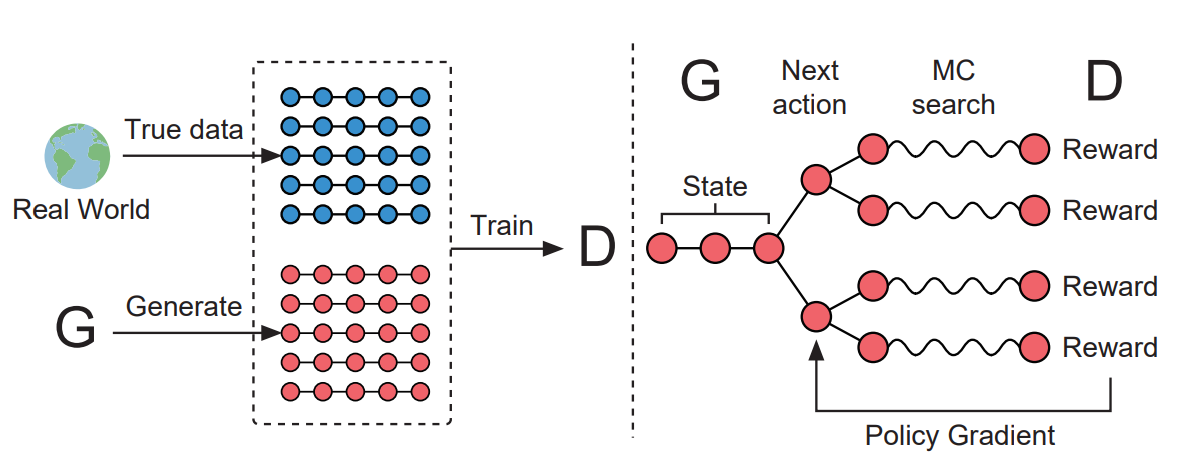 True data
Real World
G
Generate
Train
D
G
Next
action
MC
search
D
State
Reward
Reward
Reward
Reward
Policy Gradient